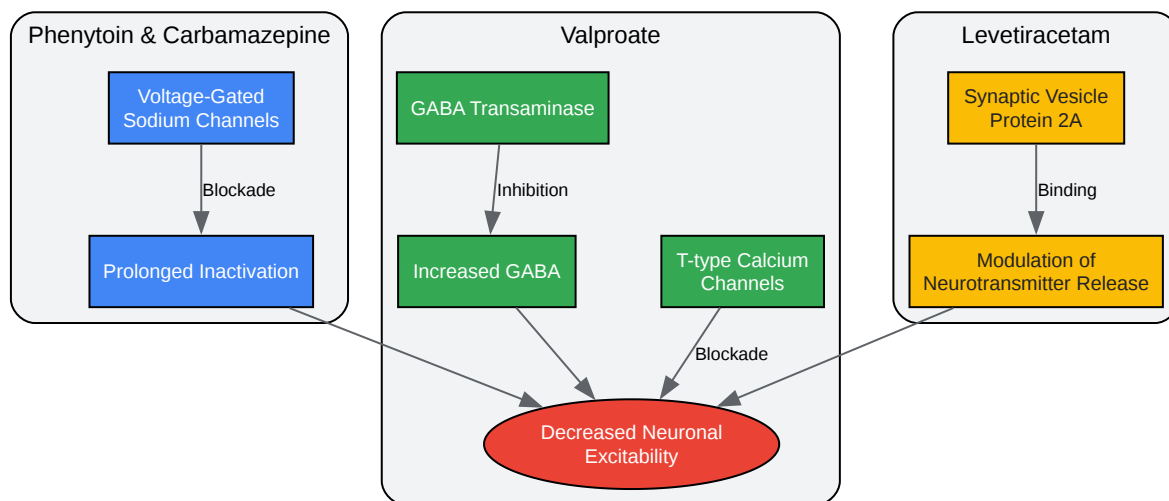 Phenytoin & Carbamazepine
Voltage-Gated
Sodium Channels
Blockade
Prolonged Inactivation
Valproate
GABA Transaminase
Inhibition
Increased GABA
T-type Calcium
Channels
Blockade
Decreased Neuronal
Excitability
Levetiracetam
Synaptic Vesicle
Protein 2A
Binding
Modulation of
Neurotransmitter Release